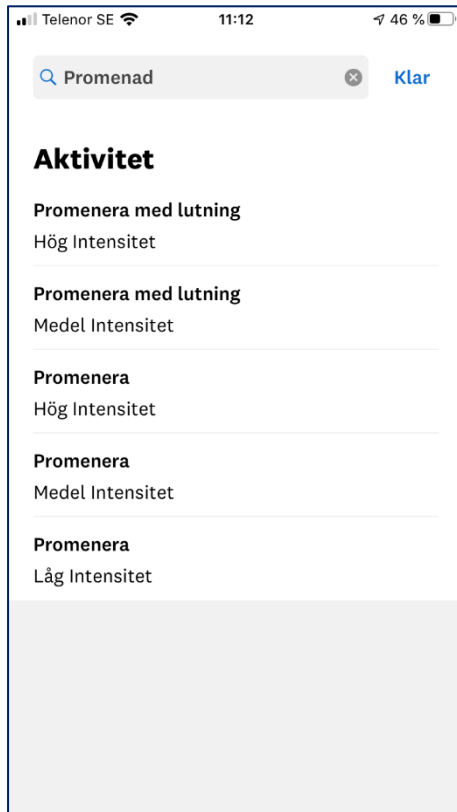 Telenor SE 11:12 46 %
Promenad Klar
Aktivitet
Promenera med lutning
Hög Intensitet
Promenera med lutning
Medel Intensitet
Promenera
Hög Intensitet
Promenera
Medel Intensitet
Promenera
Låg Intensitet